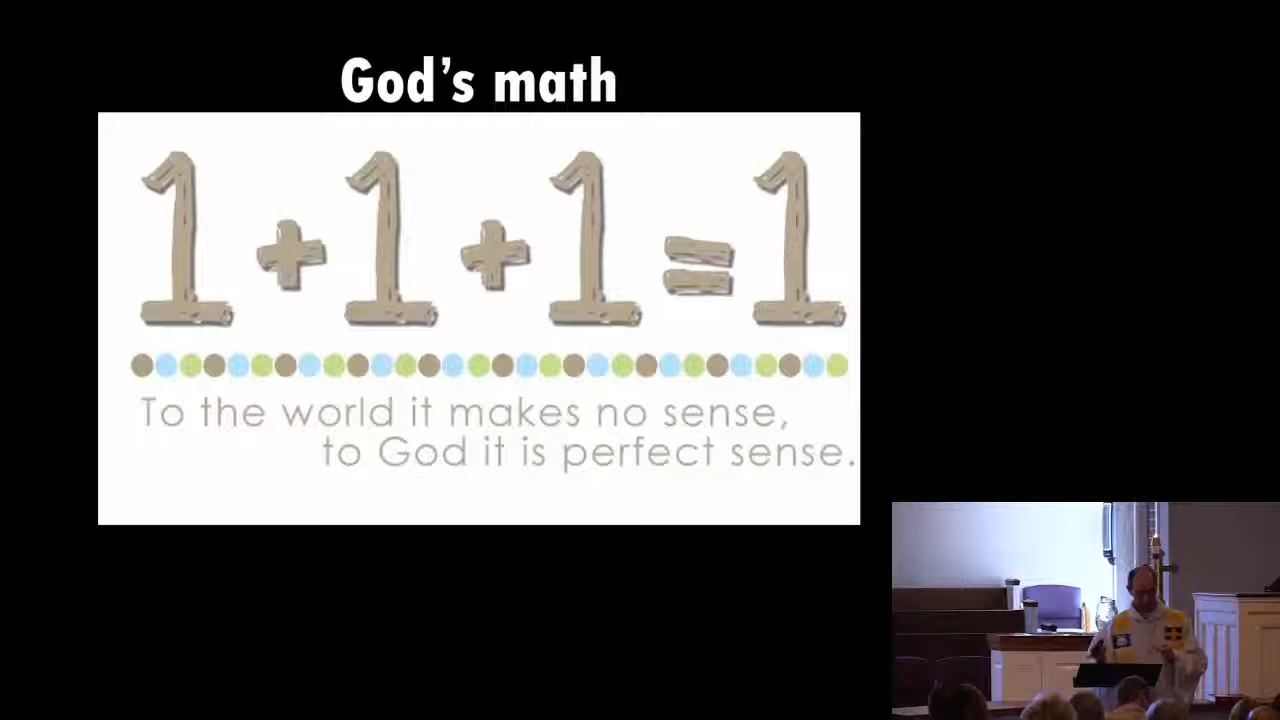 God's math
1 + 1 + 1 = 1
To the world it makes no sense,
to God it is perfect sense.